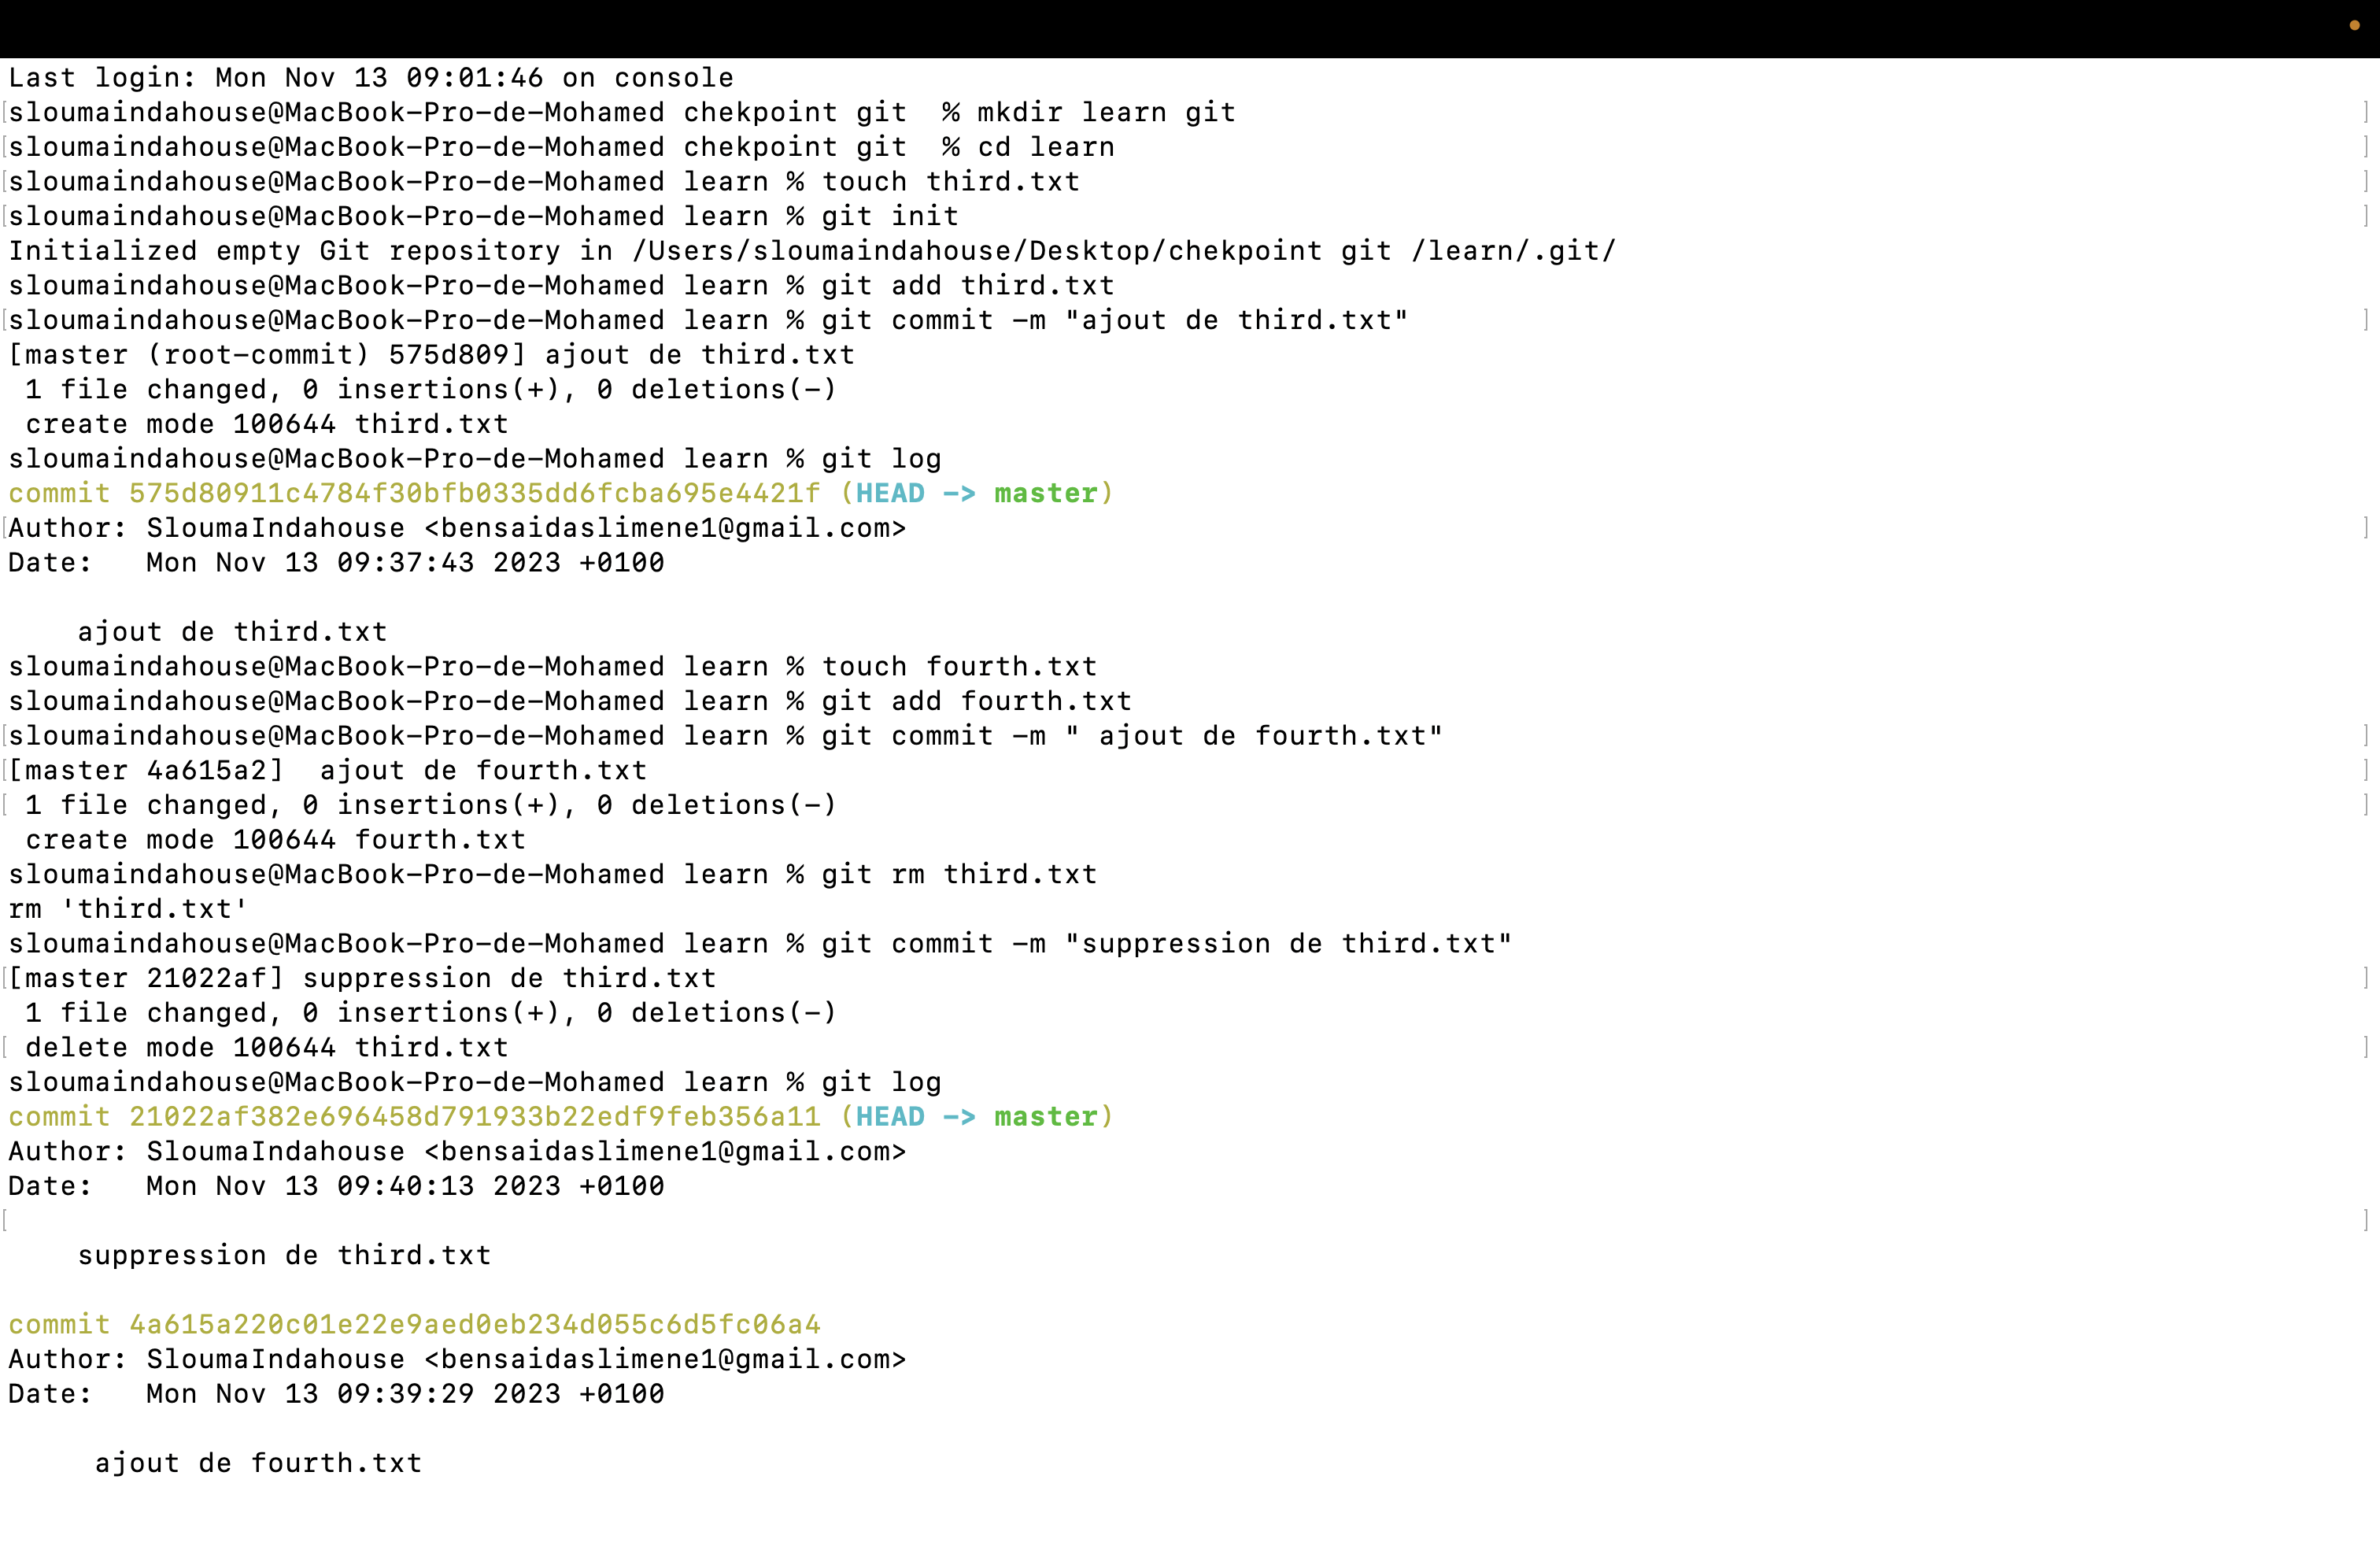 Last login: Mon Nov 13 09:01:46 on console
[sloumaindahouse@MacBook-Pro-de-Mohamed chekpoint git  % mkdir learn git ]
[sloumaindahouse@MacBook-Pro-de-Mohamed chekpoint git  % cd learn ]
[sloumaindahouse@MacBook-Pro-de-Mohamed learn % touch third.txt ]
[sloumaindahouse@MacBook-Pro-de-Mohamed learn % git init ]
Initialized empty Git repository in /Users/sloumaindahouse/Desktop/chekpoint git /learn/.git/
sloumaindahouse@MacBook-Pro-de-Mohamed learn % git add third.txt
[sloumaindahouse@MacBook-Pro-de-Mohamed learn % git commit -m "ajout de third.txt" ]
[master (root-commit) 575d809] ajout de third.txt
 1 file changed, 0 insertions(+), 0 deletions(-)
 create mode 100644 third.txt
sloumaindahouse@MacBook-Pro-de-Mohamed learn % git log
commit 575d80911c4784f30bfb0335dd6fcba695e4421f (HEAD -> master)
[Author: SloumaIndahouse <bensaidaslimene1@gmail.com> ]
Date:   Mon Nov 13 09:37:43 2023 +0100
    ajout de third.txt
sloumaindahouse@MacBook-Pro-de-Mohamed learn % touch fourth.txt
sloumaindahouse@MacBook-Pro-de-Mohamed learn % git add fourth.txt
[sloumaindahouse@MacBook-Pro-de-Mohamed learn % git commit -m " ajout de fourth.txt" ]
[[master 4a615a2]  ajout de fourth.txt ]
[ 1 file changed, 0 insertions(+), 0 deletions(-) ]
 create mode 100644 fourth.txt
sloumaindahouse@MacBook-Pro-de-Mohamed learn % git rm third.txt
rm 'third.txt'
sloumaindahouse@MacBook-Pro-de-Mohamed learn % git commit -m "suppression de third.txt"
[[master 21022af] suppression de third.txt ]
 1 file changed, 0 insertions(+), 0 deletions(-)
[ delete mode 100644 third.txt ]
sloumaindahouse@MacBook-Pro-de-Mohamed learn % git log
commit 21022af382e696458d791933b22edf9feb356a11 (HEAD -> master)
Author: SloumaIndahouse <bensaidaslimene1@gmail.com>
Date:   Mon Nov 13 09:40:13 2023 +0100
[ ]
    suppression de third.txt
commit 4a615a220c01e22e9aed0eb234d055c6d5fc06a4
Author: SloumaIndahouse <bensaidaslimene1@gmail.com>
Date:   Mon Nov 13 09:39:29 2023 +0100
     ajout de fourth.txt